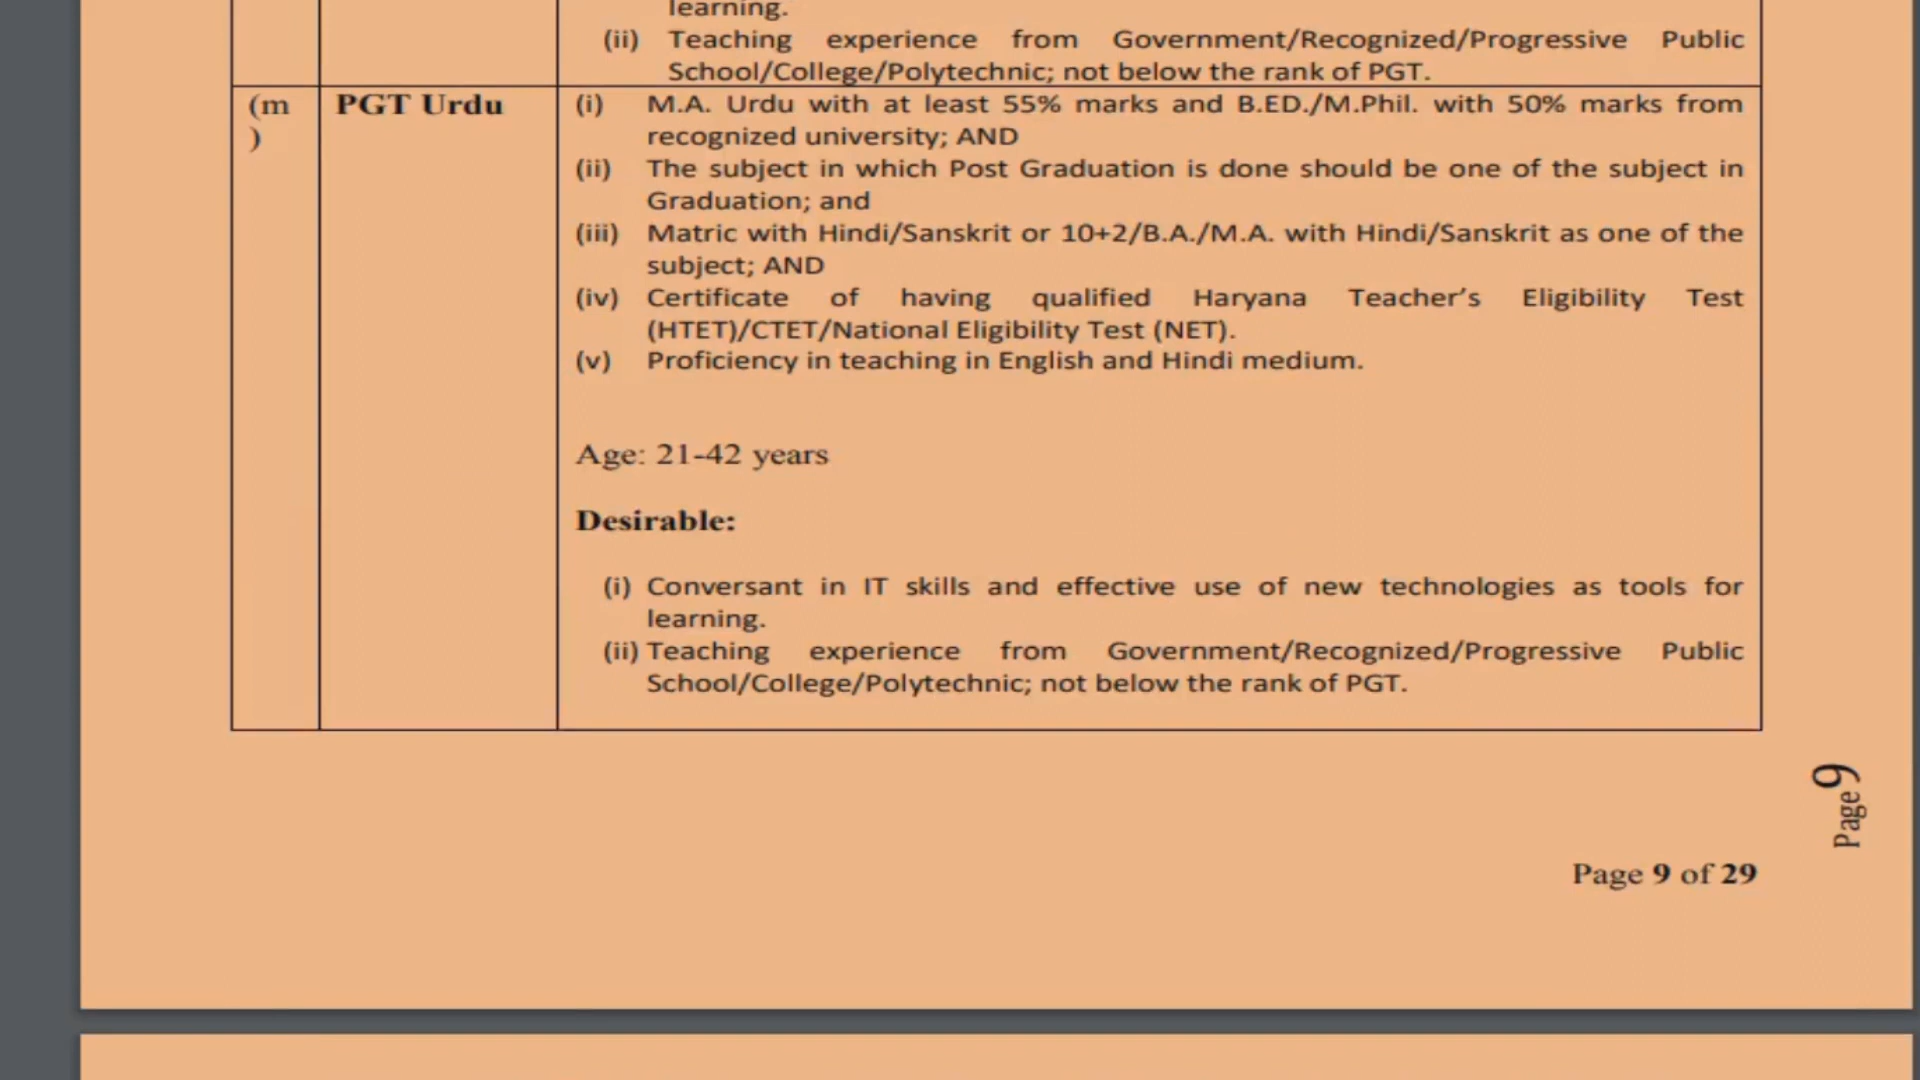 learning.
(ii) Teaching experience from Government/Recognized/Progressive Public
School/College/Polytechnic; not below the rank of PGT.
(m
)
PGT Urdu
(i) M.A. Urdu with at least 55% marks and B.ED./M.Phil. with 50% marks from
recognized university; AND
(ii) The subject in which Post Graduation is done should be one of the subject in
Graduation; and
(iii) Matric with Hindi/Sanskrit or 10+2/B.A./M.A. with Hindi/Sanskrit as one of the
subject; AND
(iv) Certificate of having qualified Haryana Teacher’s Eligibility Test
(HTET)/CTET/National Eligibility Test (NET).
(v) Proficiency in teaching in English and Hindi medium.
Age: 21-42 years
Desirable:
(i) Conversant in IT skills and effective use of new technologies as tools for
learning.
(ii) Teaching experience from Government/Recognized/Progressive Public
School/College/Polytechnic; not below the rank of PGT.
Page 9
Page 9 of 29